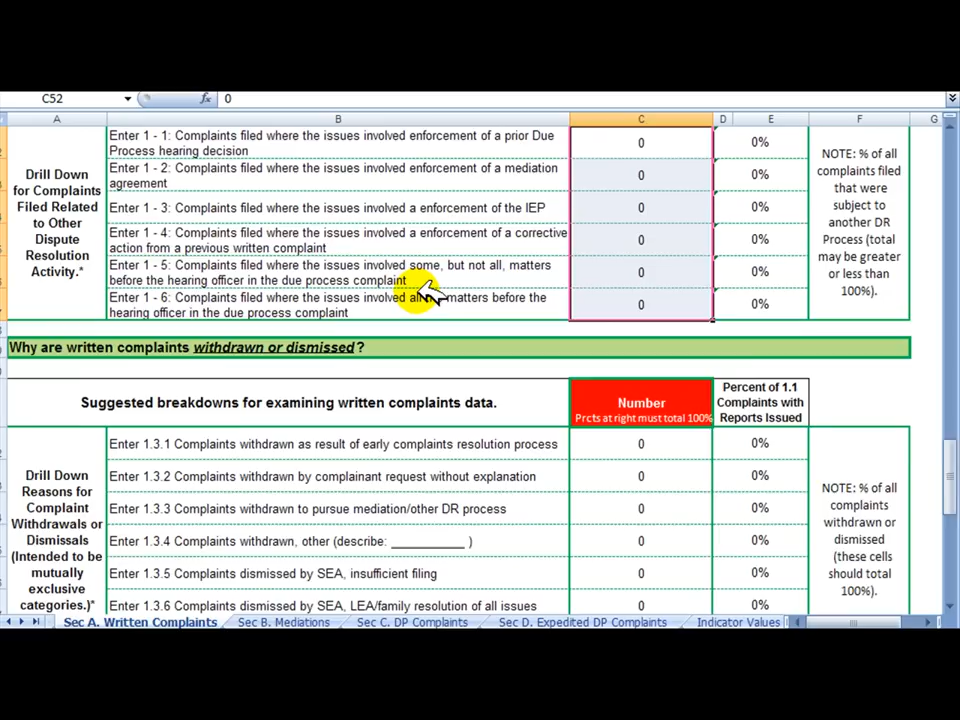 C52 fx 0
A B C D E F G
Drill Down
for Complaints
Filed Related
to Other
Dispute
Resolution
Activity.*
Enter 1 - 1: Complaints filed where the issues involved enforcement of a prior Due
Process hearing decision
0 0%
Enter 1 - 2: Complaints filed where the issues involved enforcement of a mediation
agreement
0 0%
Enter 1 - 3: Complaints filed where the issues involved a enforcement of the IEP
0 0%
Enter 1 - 4: Complaints filed where the issues involved a enforcement of a corrective
action from a previous written complaint
0 0%
Enter 1 - 5: Complaints filed where the issues involved some, but not all, matters
before the hearing officer in the due process complaint
0 0%
Enter 1 - 6: Complaints filed where the issues involved all matters before the
hearing officer in the due process complaint
0 0%
NOTE: % of all
complaints filed
that were
subject to
another DR
Process (total
may be greater
or less than
100%).
Why are written complaints withdrawn or dismissed?
Suggested breakdowns for examining written complaints data.
Number
Prcts at right must total 100%
Percent of 1.1
Complaints with
Reports Issued
Drill Down
Reasons for
Complaint
Withdrawals or
Dismissals
(Intended to be
mutually
exclusive
categories.)*
Enter 1.3.1 Complaints withdrawn as result of early complaints resolution process 0 0%
Enter 1.3.2 Complaints withdrawn by complainant request without explanation 0 0%
Enter 1.3.3 Complaints withdrawn to pursue mediation/other DR process 0 0%
Enter 1.3.4 Complaints withdrawn, other (describe: ____________ ) 0 0%
Enter 1.3.5 Complaints dismissed by SEA, insufficient filing 0 0%
Enter 1.3.6 Complaints dismissed by SEA, LEA/family resolution of all issues 0 0%
NOTE: % of all
complaints
withdrawn or
dismissed
(these cells
should total
100%).
Sec A. Written Complaints Sec B. Mediations Sec C. DP Complaints Sec D. Expedited DP Complaints Indicator Values